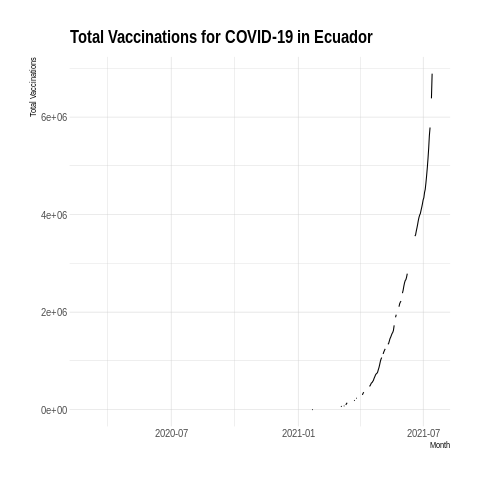 Total Vaccinations for COVID-19 in Ecuador
Total Vaccinations
6e+06
4e+06
2e+06
0e+00
2020-07 2021-01 2021-07
Month